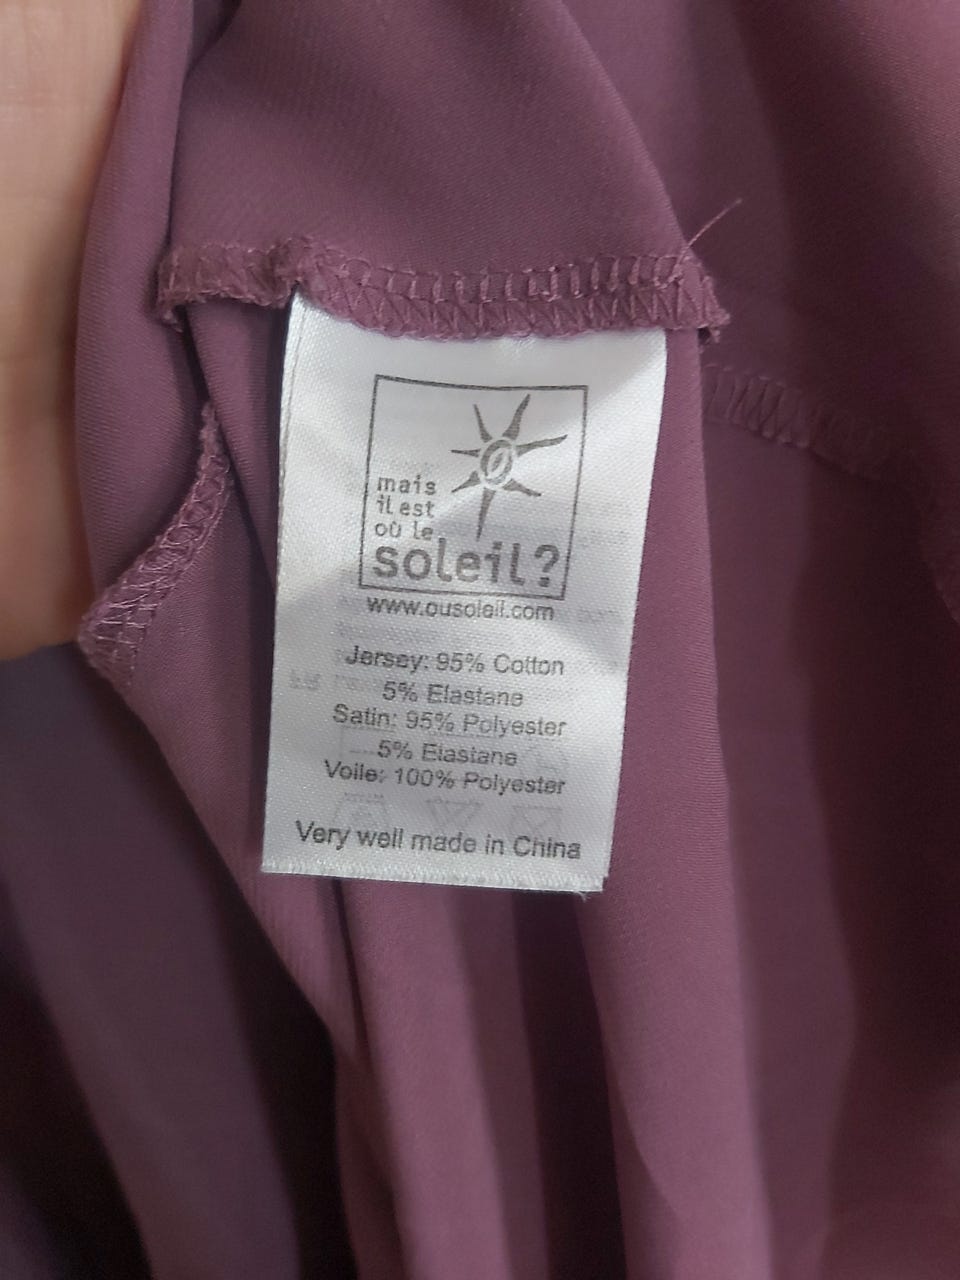 mais
il est
où le
soleil?
www.ousoleil.com
Jersey: 95% Cotton
5% Elastane
Satin: 95% Polyester
5% Elastane
Voile: 100% Polyester
Very well made in China